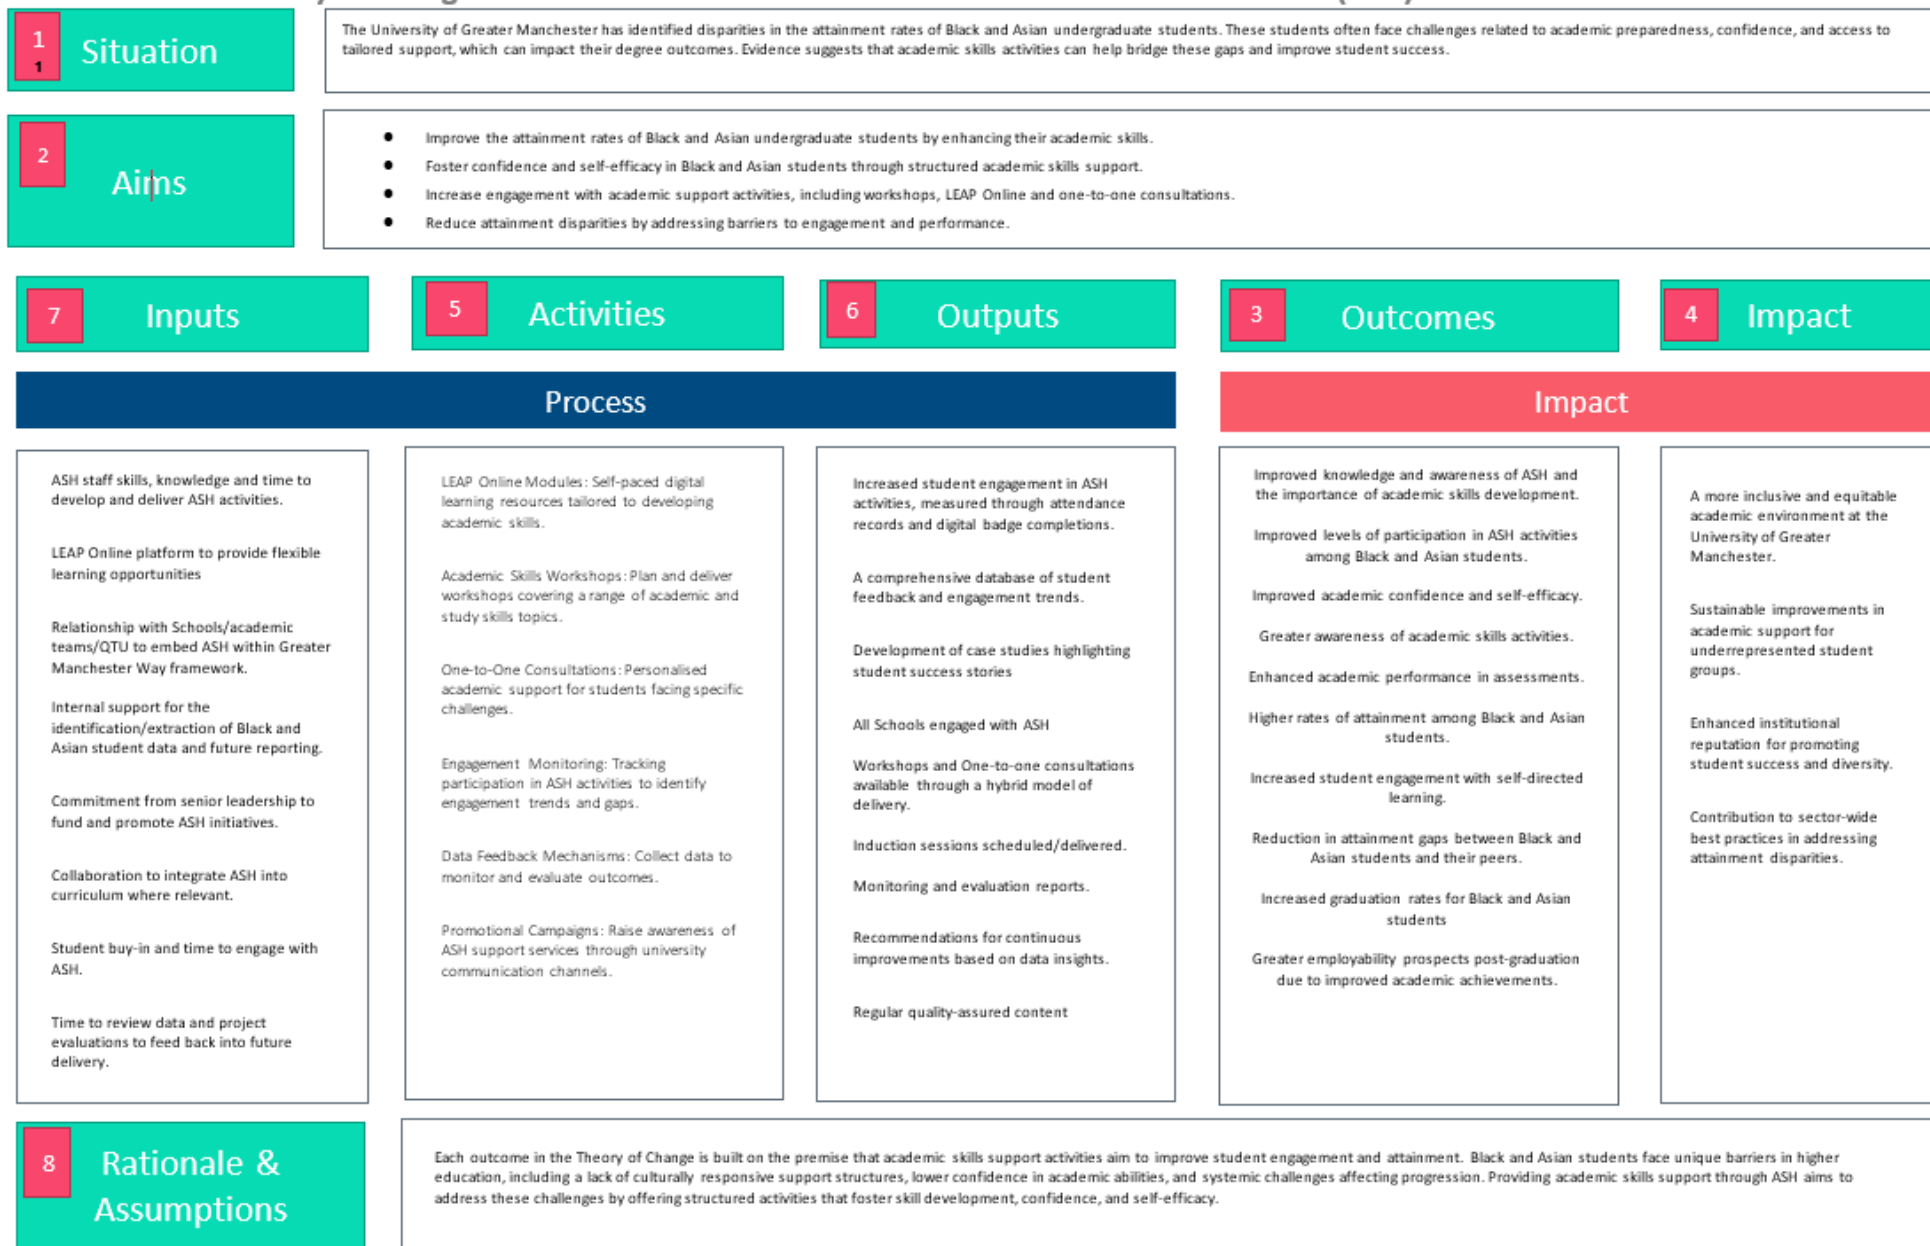 1
1
Situation
The University of Greater Manchester has identified disparities in the attainment rates of Black and Asian undergraduate students. These students often face challenges related to academic preparedness, confidence, and access to
tailored support, which can impact their degree outcomes. Evidence suggests that academic skills activities can help bridge these gaps and improve student success.
2
Aims
● Improve the attainment rates of Black and Asian undergraduate students by enhancing their academic skills.
● Foster confidence and self-efficacy in Black and Asian students through structured academic skills support.
● Increase engagement with academic support activities, including workshops, LEAP Online and one-to-one consultations.
● Reduce attainment disparities by addressing barriers to engagement and performance.
7
Inputs
5
Activities
6
Outputs
3
Outcomes
4
Impact
Process
Impact
ASH staff skills, knowledge and time to
develop and deliver ASH activities.
LEAP Online platform to provide flexible
learning opportunities
Relationship with Schools/academic
teams/QTU to embed ASH within Greater
Manchester Way framework.
Internal support for the
identification/extraction of Black and
Asian student data and future reporting.
Commitment from senior leadership to
fund and promote ASH initiatives.
Collaboration to integrate ASH into
curriculum where relevant.
Student buy-in and time to engage with
ASH.
Time to review data and project
evaluations to feed back into future
delivery.
LEAP Online Modules: Self-paced digital
learning resources tailored to developing
academic skills.
Academic Skills Workshops: Plan and deliver
workshops covering a range of academic and
study skills topics.
One-to-One Consultations: Personalised
academic support for students facing specific
challenges.
Engagement Monitoring: Tracking
participation in ASH activities to identify
engagement trends and gaps.
Data Feedback Mechanisms: Collect data to
monitor and evaluate outcomes.
Promotional Campaigns: Raise awareness of
ASH support services through university
communication channels.
Increased student engagement in ASH
activities, measured through attendance
records and digital badge completions.
A comprehensive database of student
feedback and engagement trends.
Development of case studies highlighting
student success stories
All Schools engaged with ASH
Workshops and One-to-one consultations
available through a hybrid model of
delivery.
Induction sessions scheduled/delivered.
Monitoring and evaluation reports.
Recommendations for continuous
improvements based on data insights.
Regular quality-assured content
Improved knowledge and awareness of ASH and
the importance of academic skills development.
Improved levels of participation in ASH activities
among Black and Asian students.
Improved academic confidence and self-efficacy.
Greater awareness of academic skills activities.
Enhanced academic performance in assessments.
Higher rates of attainment among Black and Asian
students.
Increased student engagement with self-directed
learning.
Reduction in attainment gaps between Black and
Asian students and their peers.
Increased graduation rates for Black and Asian
students
Greater employability prospects post-graduation
due to improved academic achievements.
A more inclusive and equitable
academic environment at the
University of Greater
Manchester.
Sustainable improvements in
academic support for
underrepresented student
groups.
Enhanced institutional
reputation for promoting
student success and diversity.
Contribution to sector-wide
best practices in addressing
attainment disparities.
8
Rationale &
Assumptions
Each outcome in the Theory of Change is built on the premise that academic skills support activities aim to improve student engagement and attainment. Black and Asian students face unique barriers in higher
education, including a lack of culturally responsive support structures, lower confidence in academic abilities, and systemic challenges affecting progression. Providing academic skills support through ASH aims to
address these challenges by offering structured activities that foster skill development, confidence, and self-efficacy.